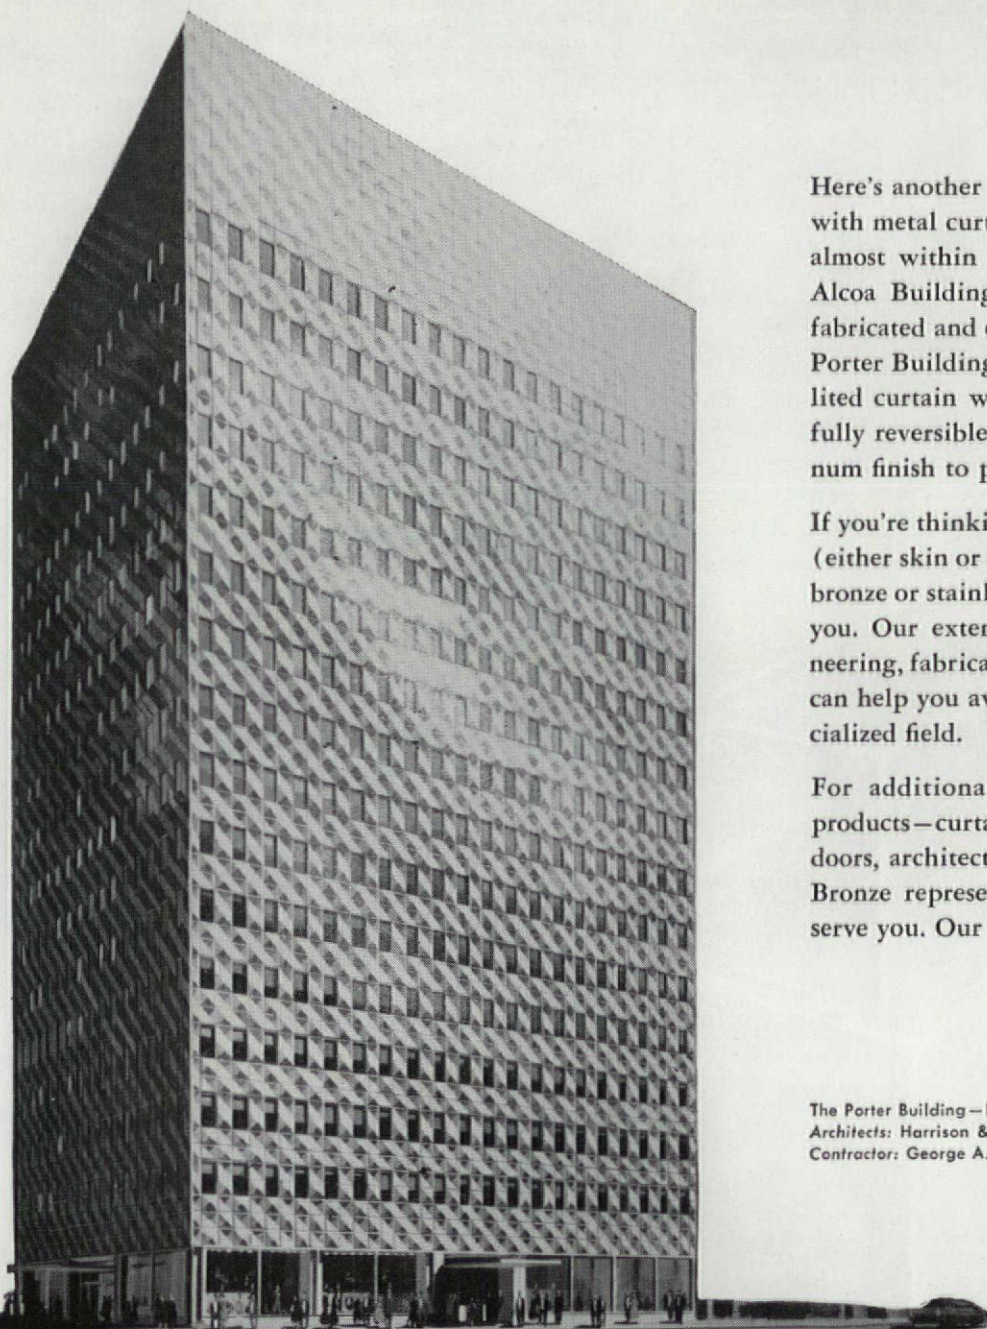 Here's another
with metal curt
almost within
Alcoa Building
fabricated and
Porter Building
lited curtain w
fully reversible
num finish to p
If you're thinki
(either skin or
bronze or stainl
you. Our exter
neering, fabrica
can help you av
cialized field.
For additiona
products—curta
doors, architect
Bronze represe
serve you. Our
The Porter Building—
Architects: Harrison &
Contractor: George A.